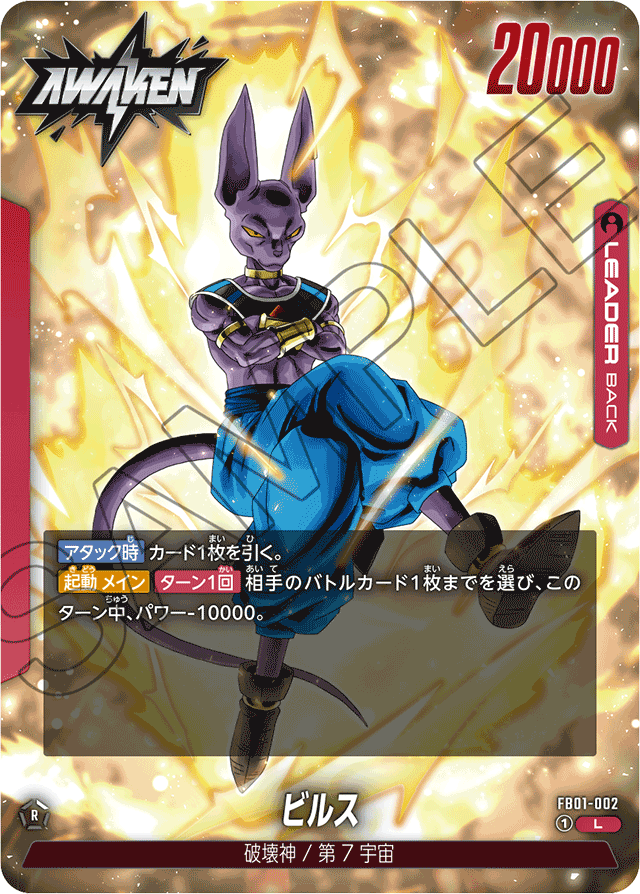 AWAKEN
20000
LEADER BACK
SAMPLE
アタック時 カード1枚を引く。
起動メイン ターン1回 相手のバトルカード1枚までを選び、この
ターン中、パワー-10000。
ビルス
FB01-002
R
1 L
破壊神 / 第7宇宙